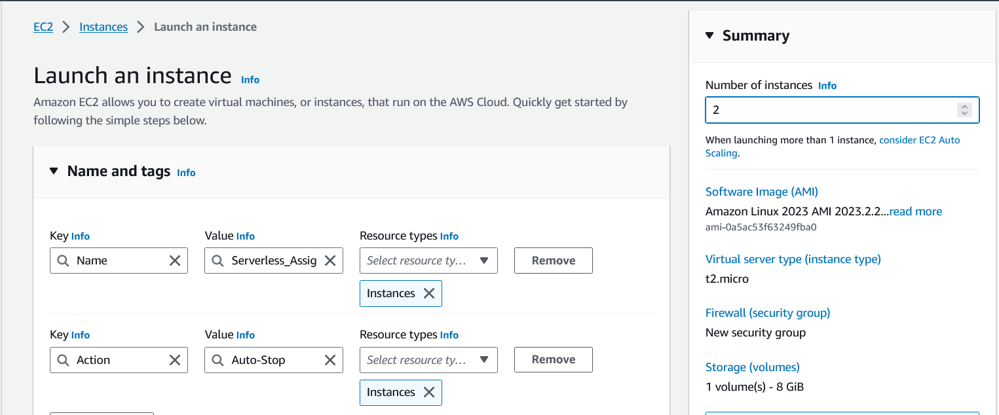 EC2 > Instances > Launch an instance
Launch an instance Info
Amazon EC2 allows you to create virtual machines, or instances, that run on the AWS Cloud. Quickly get started by
following the simple steps below.
Name and tags Info
Key Info Value Info Resource types Info
Name Serverless_Assig Select resource ty... Remove
Instances
Key Info Value Info Resource types Info
Action Auto-Stop Select resource ty... Remove
Instances
Summary
Number of instances Info
2
When launching more than 1 instance, consider EC2 Auto
Scaling.
Software Image (AMI)
Amazon Linux 2023 AMI 2023.2.2...read more
ami-0a5ac53f63249fba0
Virtual server type (instance type)
t2.micro
Firewall (security group)
New security group
Storage (volumes)
1 volume(s) - 8 GiB